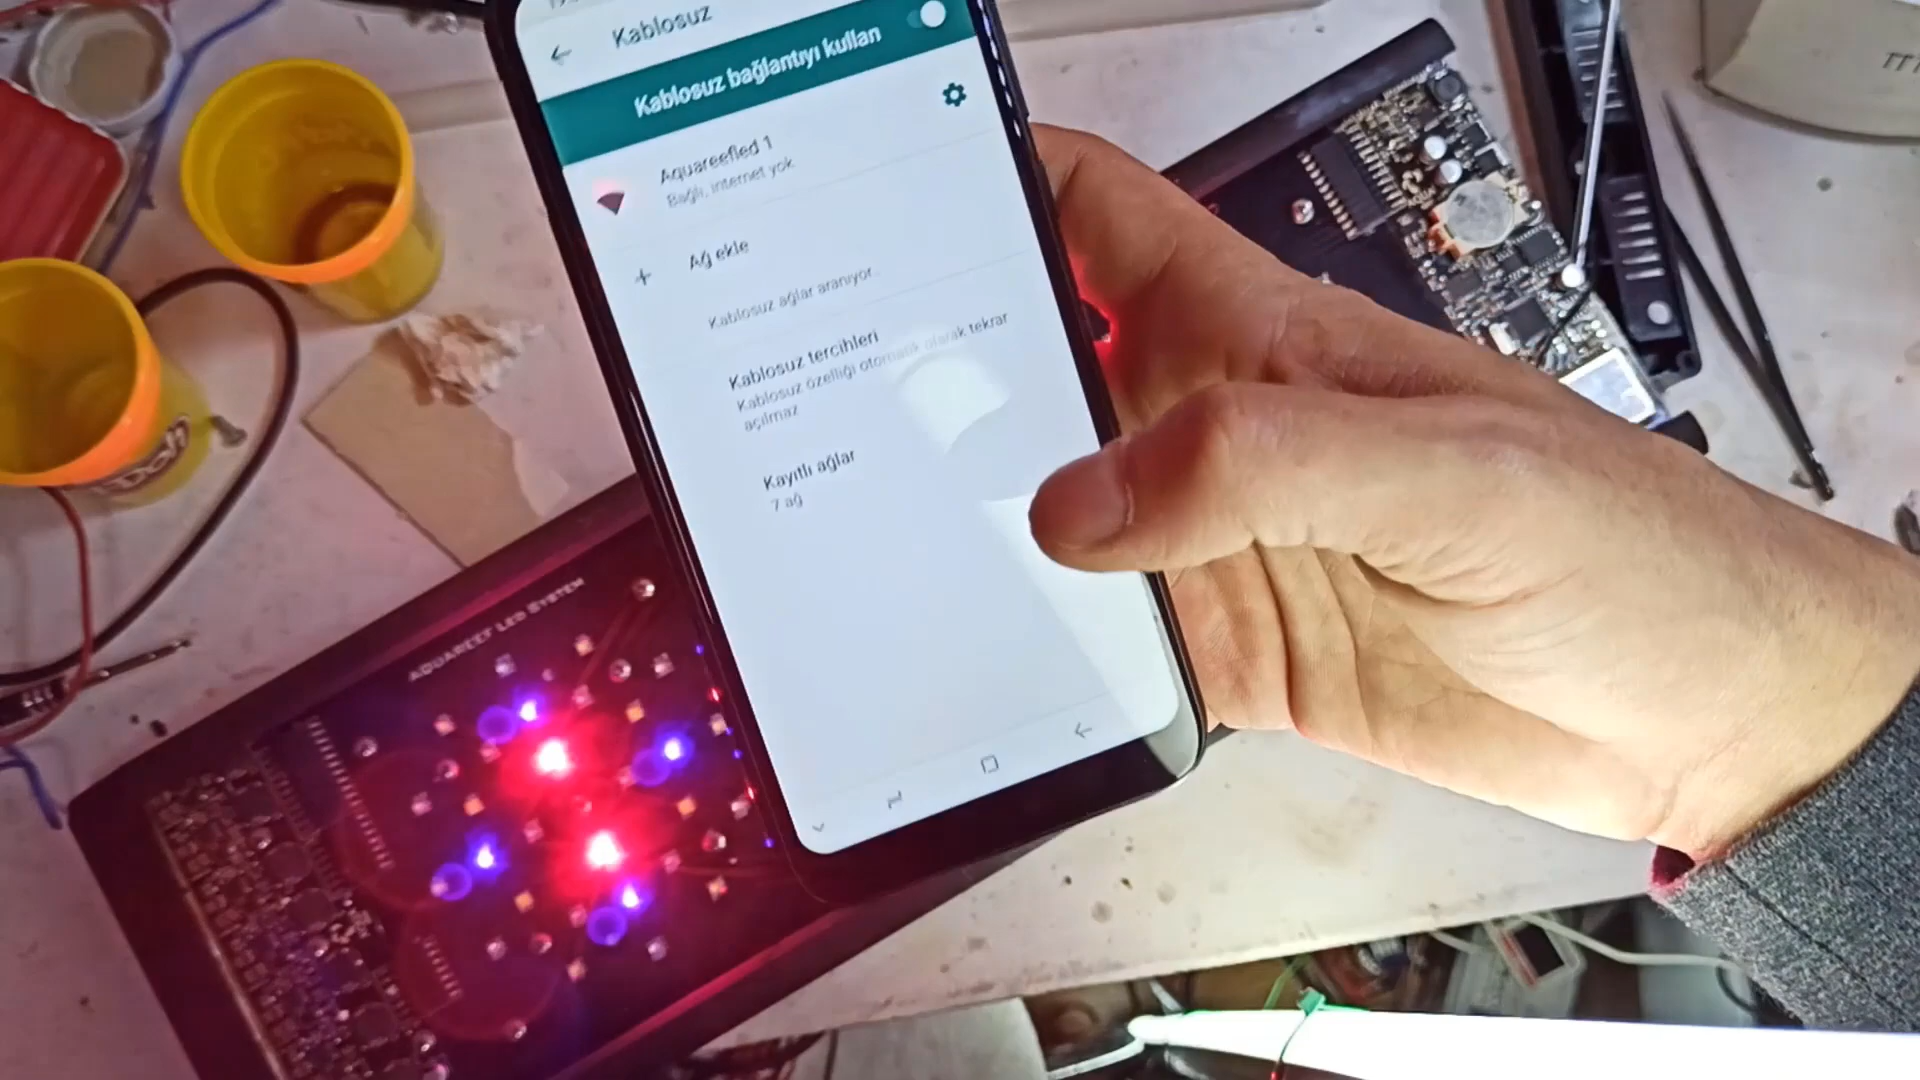 Kablosuz
Kablosuz bağlantıyı kullan
Aquareefled 1
Bağlı, internet yok
Ağ ekle
Kablosuz ağlar aranıyor..
Kablosuz tercihleri
Kablosuz özelliği otomatik olarak tekrar
açılmaz
Kayıtlı ağlar
7 ağ
AQUAREEF LED SYSTEM